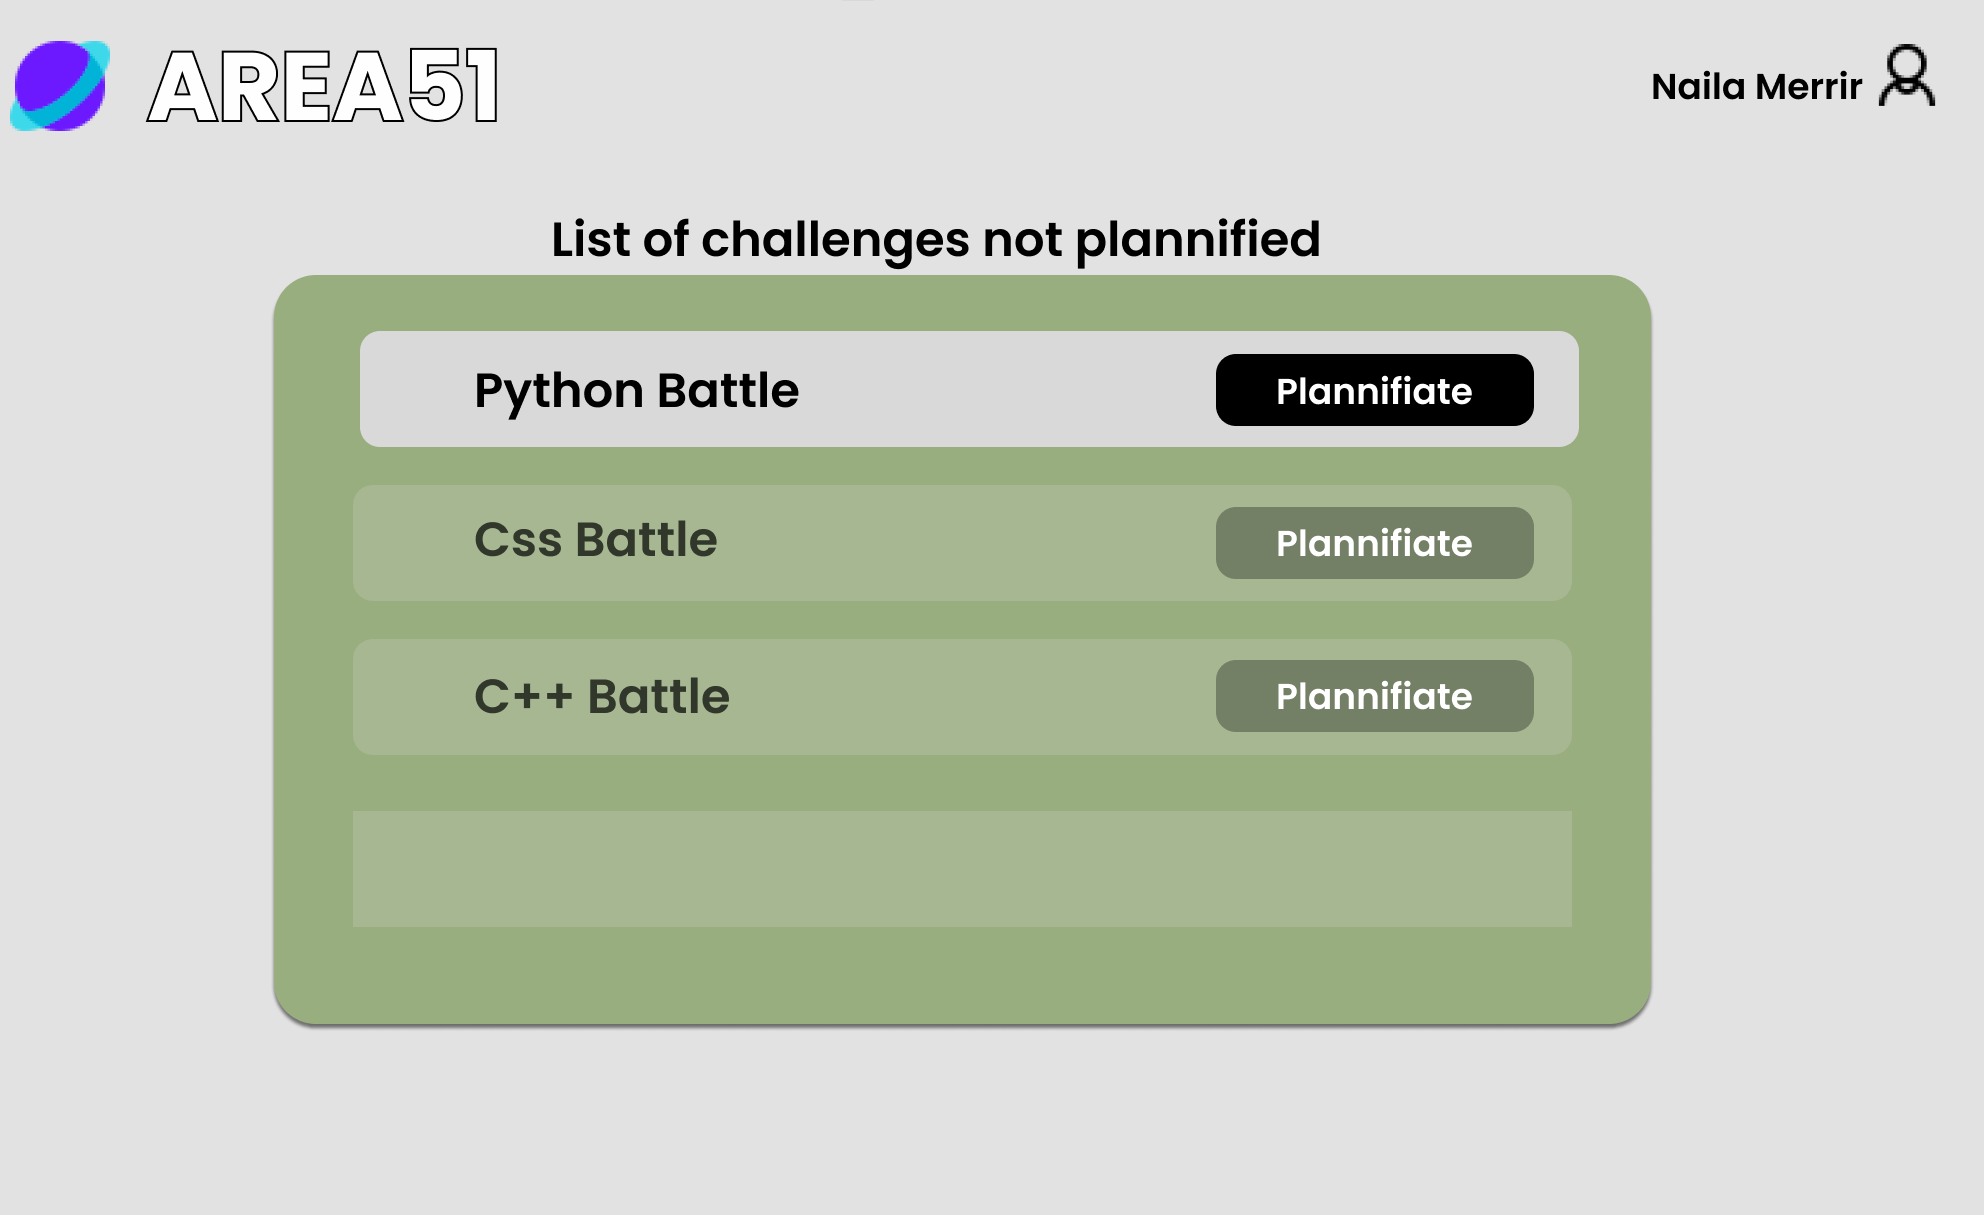 AREA51
Naila Merrir
List of challenges not plannified
Python Battle
Plannifiate
Css Battle
Plannifiate
C++ Battle
Plannifiate